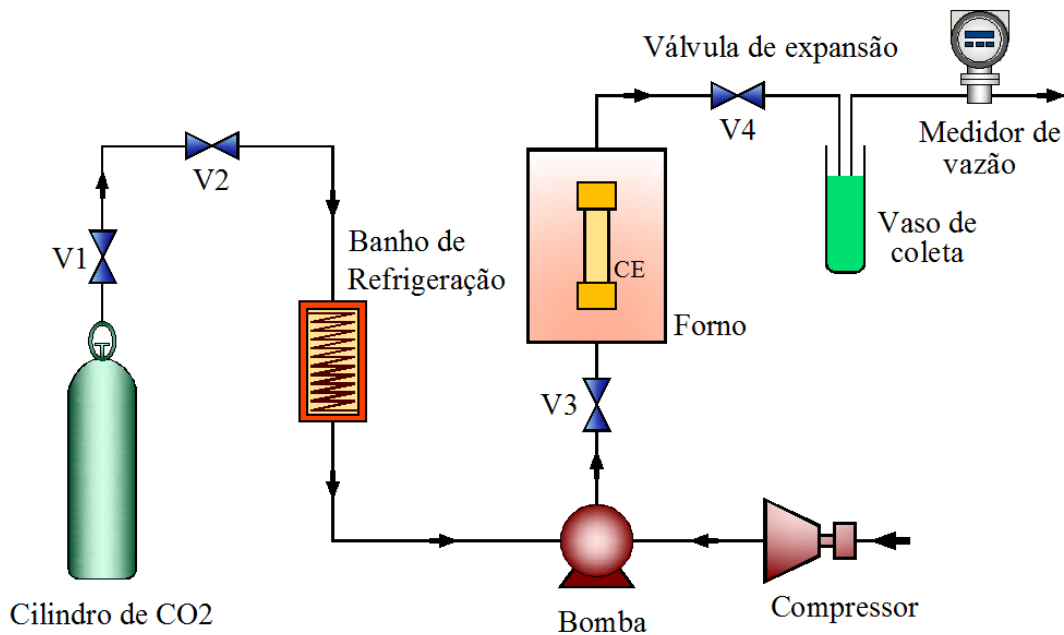 Válvula de expansão
V4
Medidor de
vazão
V2
V1
Banho de
Refrigeração
CE
Vaso de
coleta
Forno
V3
Cilindro de CO2
Bomba
Compressor